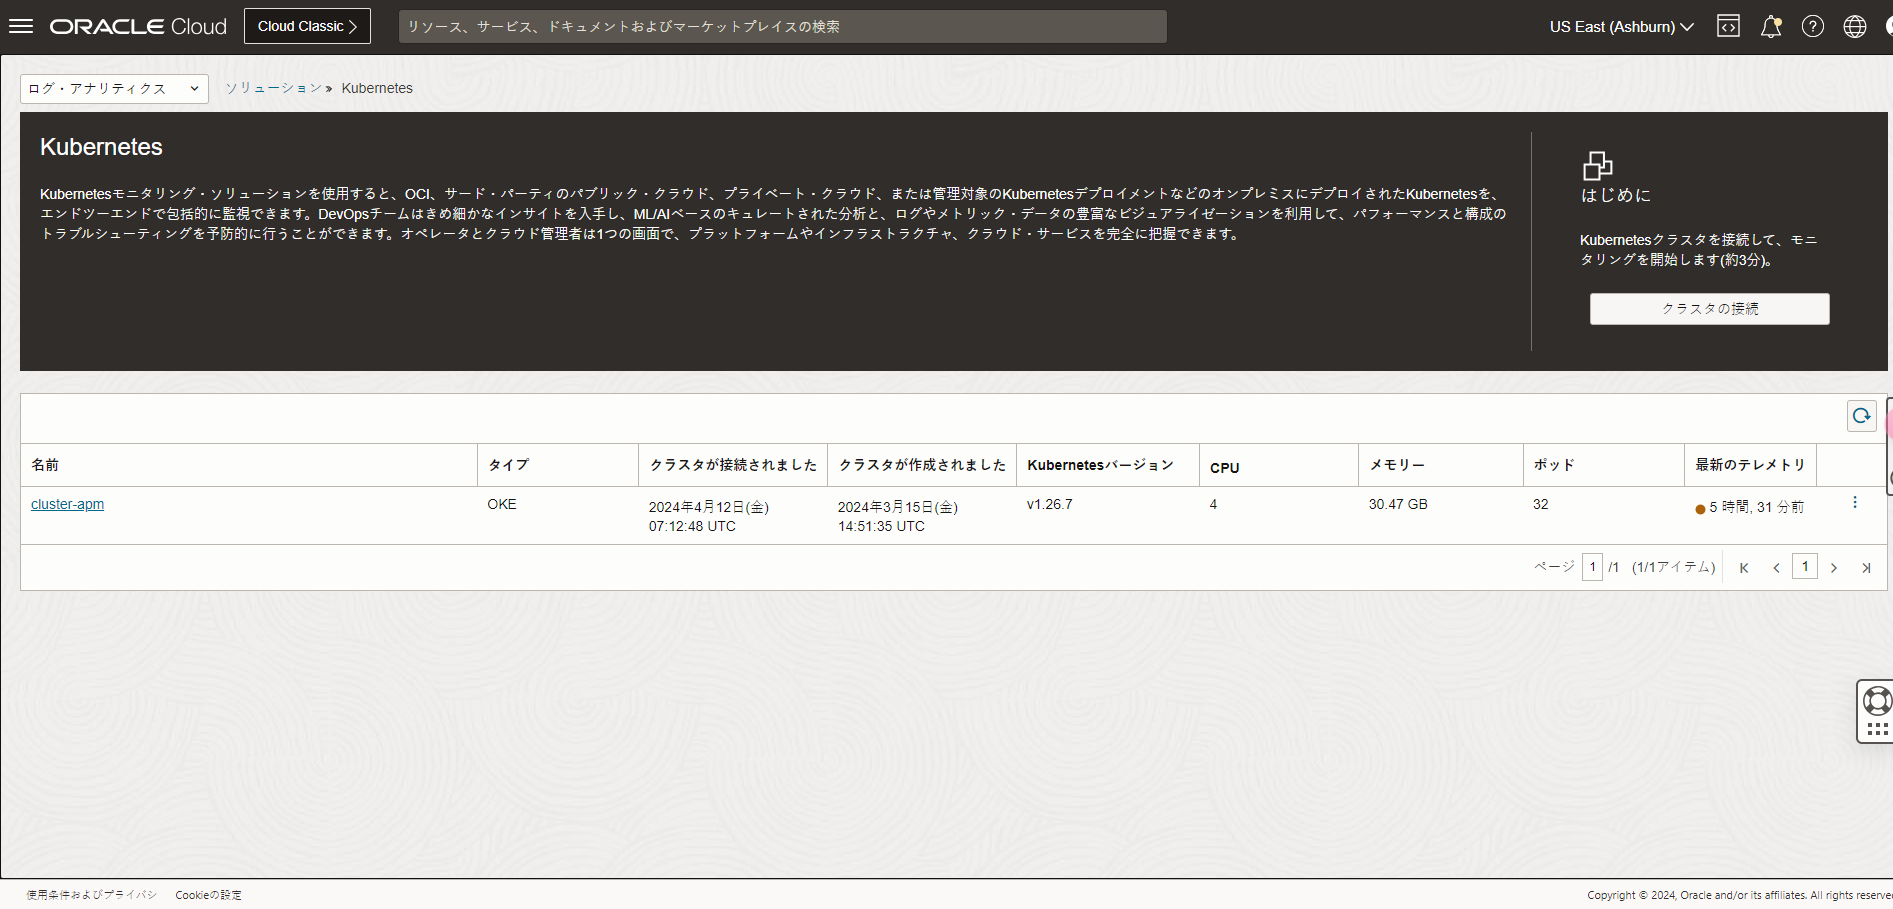 ORACLE Cloud
Cloud Classic
リソース、サービス、ドキュメントおよびマーケットプレイスの検索
US East (Ashburn)
ログ・アナリティクス
ソリューション » Kubernetes
Kubernetes
Kubernetesモニタリング・ソリューションを使用すると、OCI、サード・パーティのパブリック・クラウド、プライベート・クラウド、または管理対象のKubernetesデプロイメントなどのオンプレミスにデプロイされたKubernetesを、
エンドツーエンドで包括的に監視できます。DevOpsチームはきめ細かなインサイトを入手し、ML/AIベースのキュレートされた分析と、ログやメトリック・データの豊富なビジュアライゼーションを利用して、パフォーマンスと構成の
トラブルシューティングを予防的に行うことができます。オペレータとクラウド管理者は1つの画面で、プラットフォームやインフラストラクチャ、クラウド・サービスを完全に把握できます。
はじめに
Kubernetesクラスタを接続して、モニ
タリングを開始します(約3分)。
クラスタの接続
名前 タイプ クラスタが接続されました クラスタが作成されました Kubernetesバージョン CPU メモリー ポッド 最新のテレメトリ
cluster-apm OKE 2024年4月12日(金) 2024年3月15日(金) v1.26.7 4 30.47 GB 32 5 時間, 31 分前
07:12:48 UTC 14:51:35 UTC
ページ 1 /1 (1/1アイテム) 1
使用条件およびプライバシ Cookieの設定
Copyright © 2024, Oracle and/or its affiliates. All rights reserve